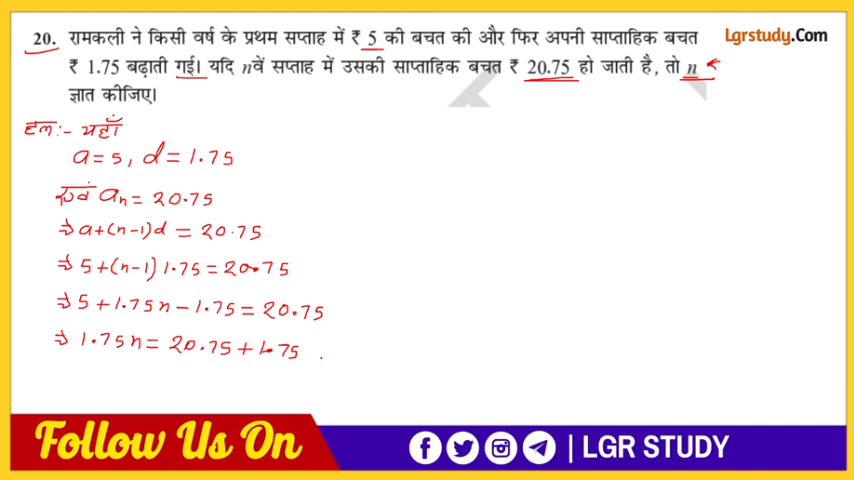 20. रामकली ने किसी वर्ष के प्रथम सप्ताह में ₹ 5 की बचत की और फिर अपनी साप्ताहिक बचत
Lgrstudy.Com
₹ 1.75 बढ़ाती गई। यदि nवें सप्ताह में उसकी साप्ताहिक बचत ₹ 20.75 हो जाती है, तो n
ज्ञात कीजिए।
हल:- यहाँ
a = 5, d = 1.75
एवं aₙ = 20.75
⇒ a+(n-1)d = 20.75
⇒ 5+(n-1) 1.75 = 20.75
⇒ 5 + 1.75n - 1.75 = 20.75
⇒ 1.75n = 20.75 + 1.75
Follow Us On
| LGR STUDY